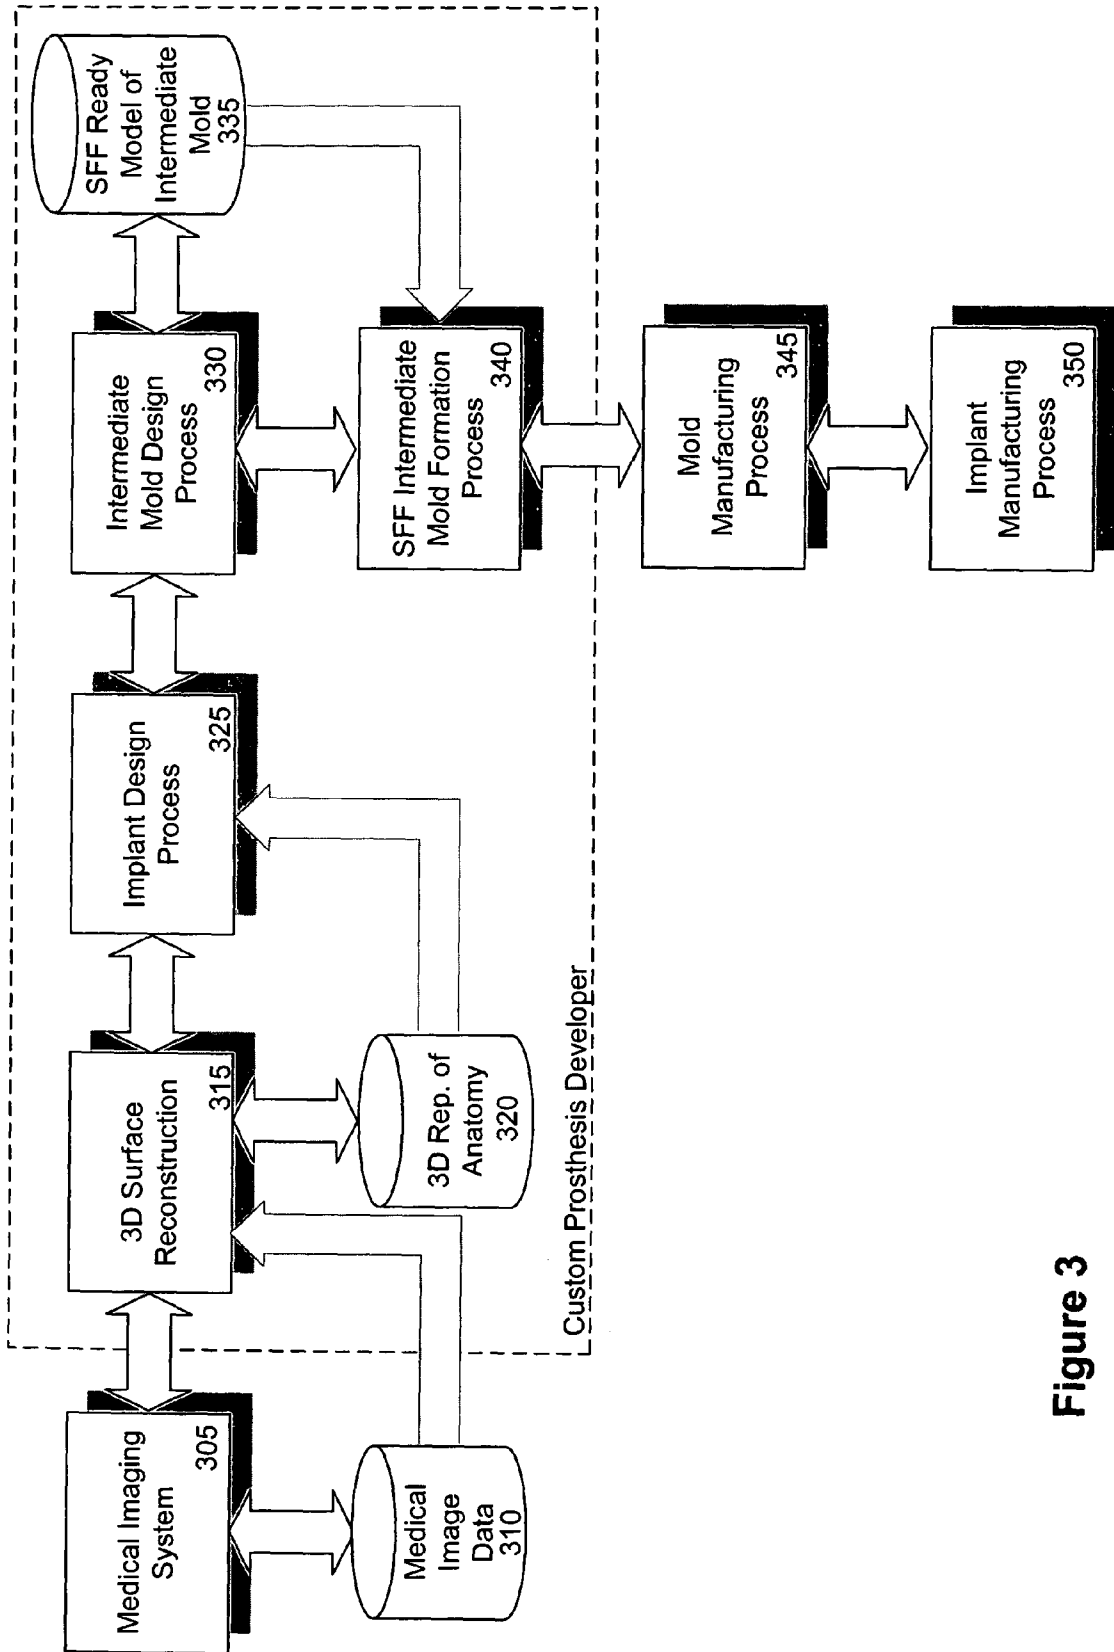 Medical Imaging
System
305
Medical
Image
Data
310
3D Surface
Reconstruction
315
3D Rep. of
Anatomy
320
Implant Design
Process
325
Intermediate
Mold Design
Process
330
SFF Ready
Model of
Intermediate
Mold
335
SFF Intermediate
Mold Formation
Process
340
Custom Prosthesis Developer
Mold
Manufacturing
Process
345
Implant
Manufacturing
Process
350
Figure 3